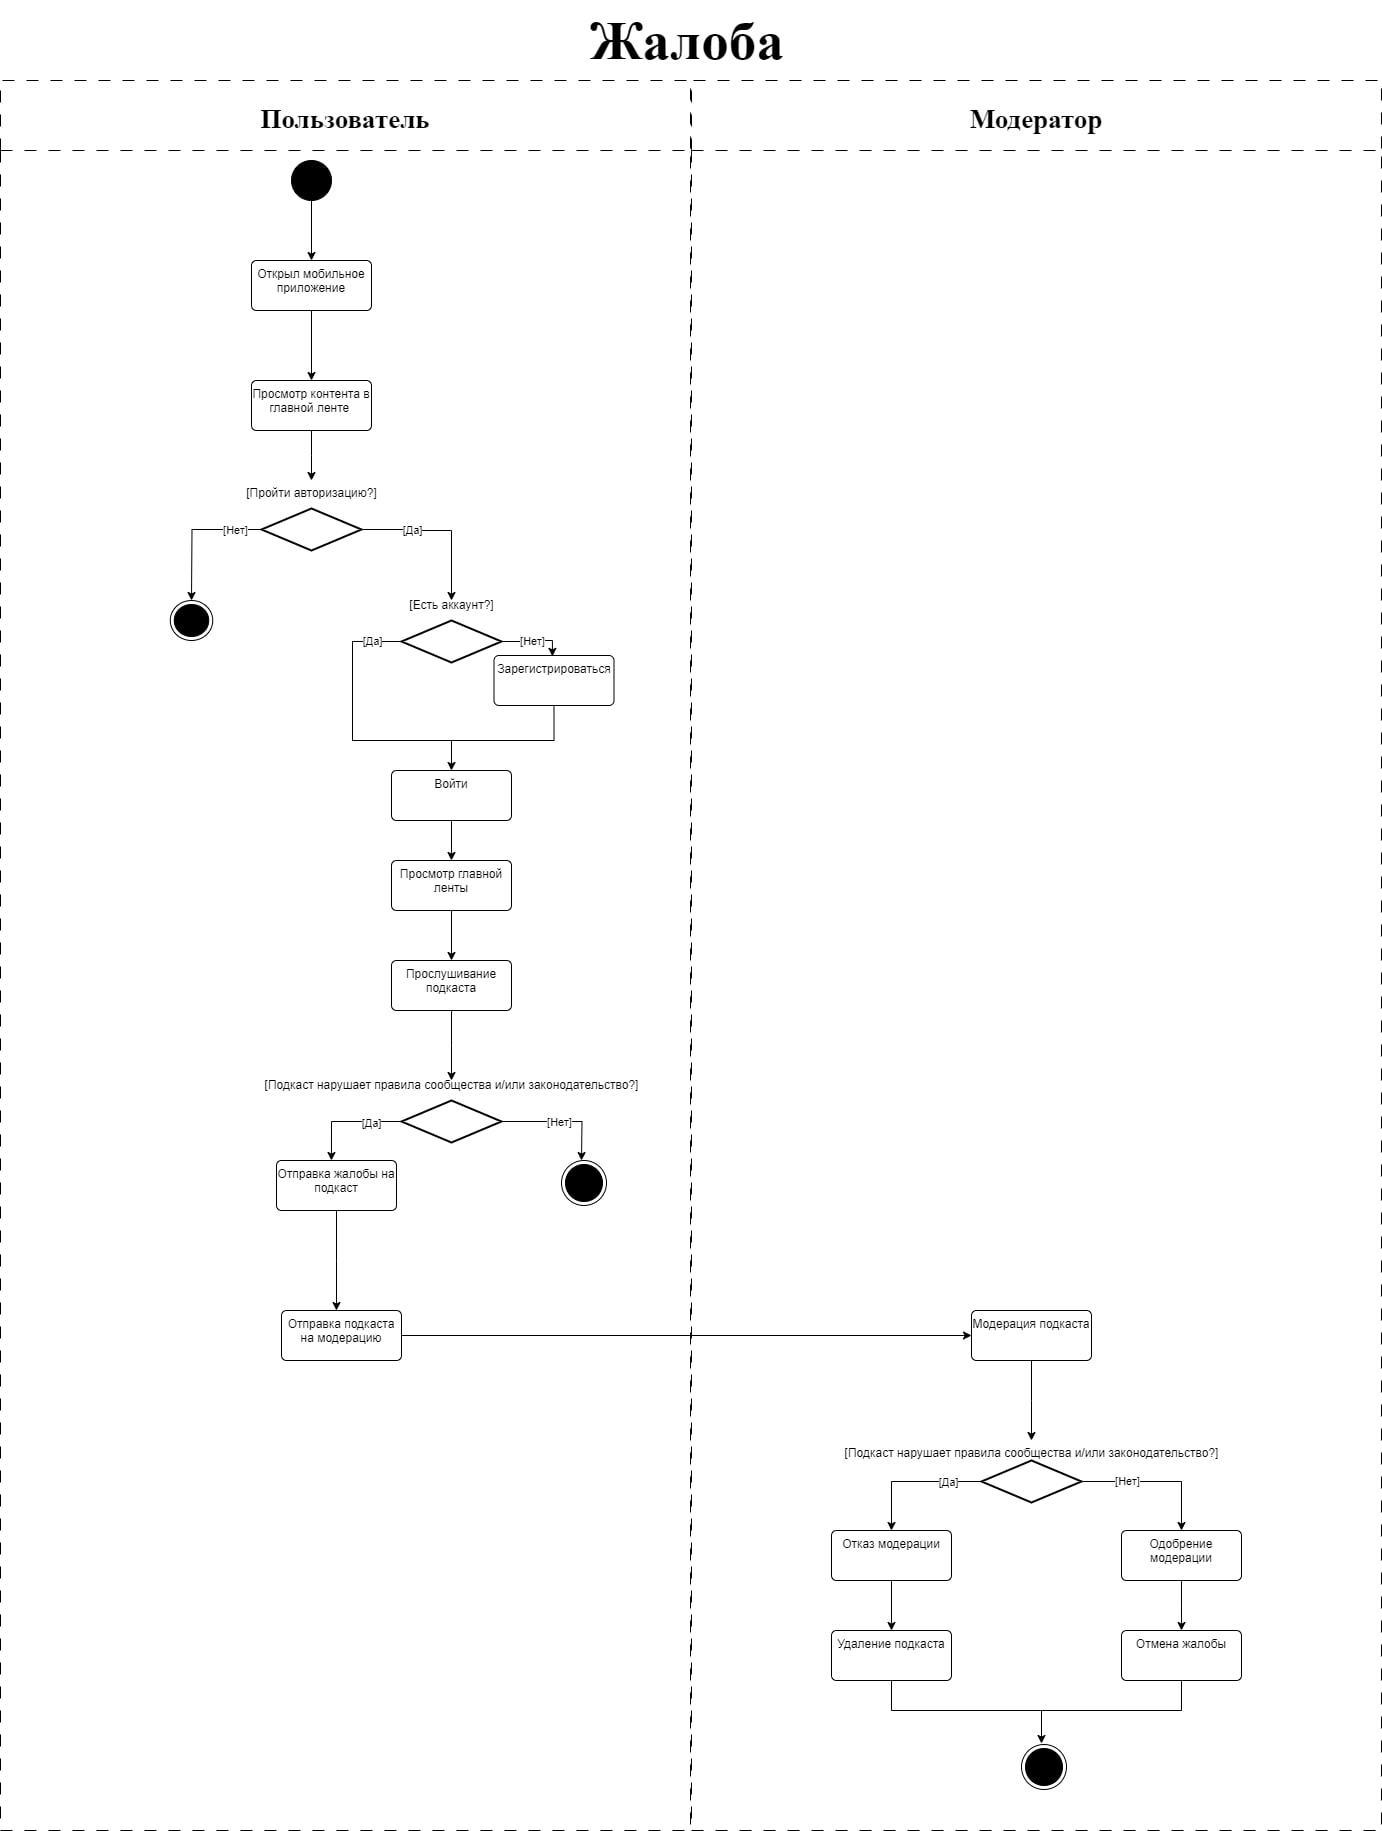 Жалоба
Пользователь
Модератор
Открыл мобильное
приложение
Просмотр контента в
главной ленте
[Пройти авторизацию?]
[Нет]
[Да]
[Есть аккаунт?]
[Да]
[Нет]
Зарегистрироваться
Войти
Просмотр главной
ленты
Прослушивание
подкаста
[Подкаст нарушает правила сообщества и/или законодательство?]
[Да]
[Нет]
Отправка жалобы на
подкаст
Отправка подкаста
на модерацию
Модерация подкаста
[Подкаст нарушает правила сообщества и/или законодательство?]
[Да]
[Нет]
Отказ модерации
Одобрение
модерации
Удаление подкаста
Отмена жалобы